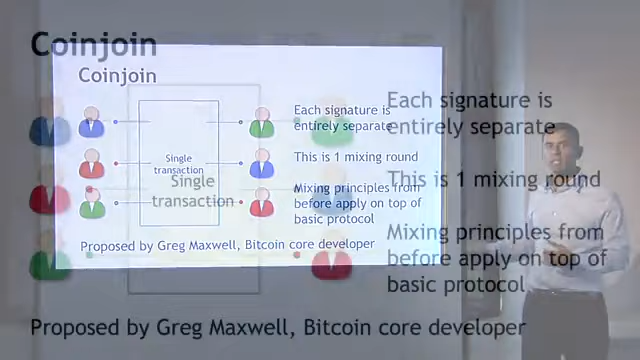 Coinjoin
Each signature is
entirely separate
This is 1 mixing round
Single
transaction
Mixing principles from
before apply on top of
basic protocol
Proposed by Greg Maxwell, Bitcoin core developer
Coinjoin
Each signature is
entirely separate
This is 1 mixing round
Single
transaction
Mixing principles from
before apply on top of
basic protocol
Proposed by Greg Maxwell, Bitcoin core developer